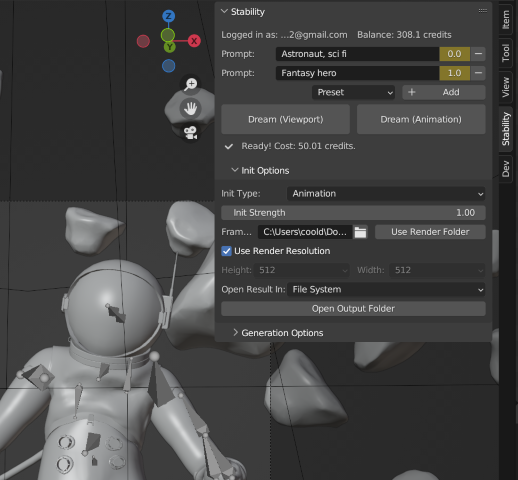 Stability
Logged in as: ...2@gmail.com Balance: 308.1 credits
Prompt: Astronaut, sci fi 0.0
Prompt: Fantasy hero 1.0
Preset Add
Dream (Viewport) Dream (Animation)
Ready! Cost: 50.01 credits.
Init Options
Init Type: Animation
Init Strength 1.00
Fram... C:\Users\coold\Do... Use Render Folder
Use Render Resolution
Height: 512 Width: 512
Open Result In: File System
Open Output Folder
Generation Options
Item
Tool
View
Stability
Dev
Z
X
Y